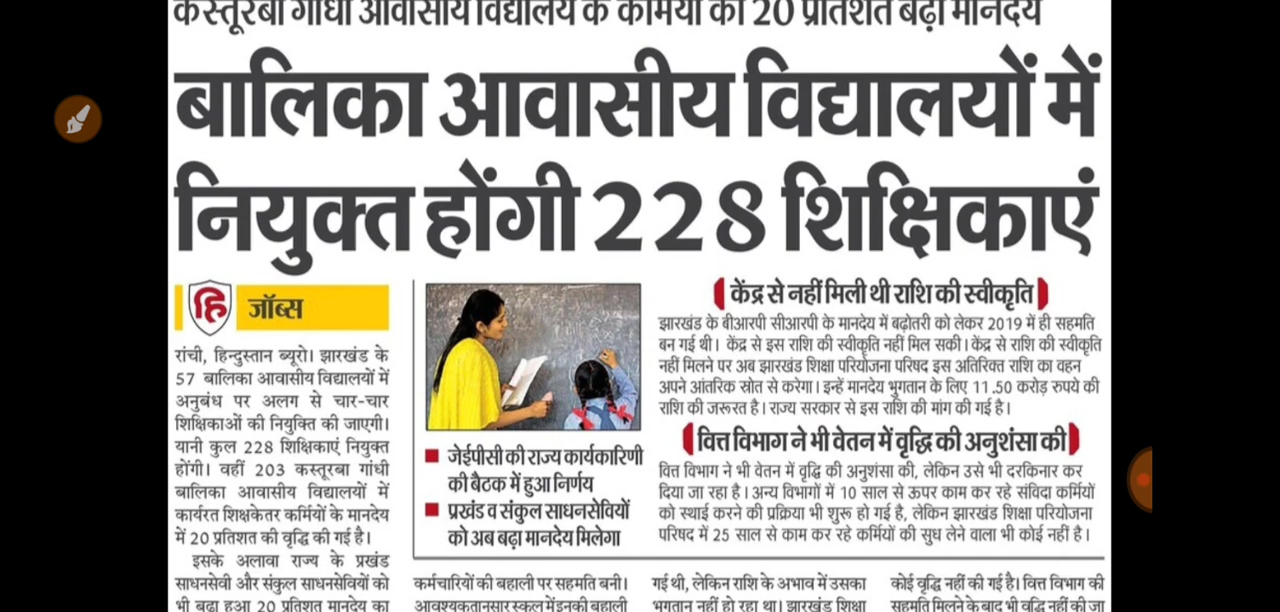 कस्तूरबा गांधी आवासीय विद्यालय के कर्मियों का 20 प्रतिशत बढ़ा मानदेय
बालिका आवासीय विद्यालयों में
नियुक्त होंगी 228 शिक्षिकाएं
हि जॉब्स
रांची, हिन्दुस्तान ब्यूरो। झारखंड के
57 बालिका आवासीय विद्यालयों में
अनुबंध पर अलग से चार-चार
शिक्षिकाओं की नियुक्ति की जाएगी।
यानी कुल 228 शिक्षिकाएं नियुक्त
होंगी। वहीं 203 कस्तूरबा गांधी
बालिका आवासीय विद्यालयों में
कार्यरत शिक्षकेतर कर्मियों के मानदेय
में 20 प्रतिशत की वृद्धि की गई है।
इसके अलावा राज्य के प्रखंड
साधनसेवी और संकुल साधनसेवियों को
भी बढ़ा हुआ 20 प्रतिशत मानदेय का
जेईपीसी की राज्य कार्यकारिणी
की बैठक में हुआ निर्णय
प्रखंड व संकुल साधनसेवियों
को अब बढ़ा मानदेय मिलेगा
केंद्र से नहीं मिली थी राशि की स्वीकृति
झारखंड के बीआरपी सीआरपी के मानदेय में बढ़ोतरी को लेकर 2019 में ही सहमति
बन गई थी। केंद्र से इस राशि की स्वीकृति नहीं मिल सकी। केंद्र से राशि की स्वीकृति
नहीं मिलने पर अब झारखंड शिक्षा परियोजना परिषद इस अतिरिक्त राशि का वहन
अपने आंतरिक स्रोत से करेगा। इन्हें मानदेय भुगतान के लिए 11.50 करोड़ रुपये की
राशि की जरूरत है। राज्य सरकार से इस राशि की मांग की गई है।
वित्त विभाग ने भी वेतन में वृद्धि की अनुशंसा की
वित्त विभाग ने भी वेतन में वृद्धि की अनुशंसा की, लेकिन उसे भी दरकिनार कर
दिया जा रहा है। अन्य विभागों में 10 साल से ऊपर काम कर रहे संविदा कर्मियों
को स्थाई करने की प्रक्रिया भी शुरू हो गई है, लेकिन झारखंड शिक्षा परियोजना
परिषद में 25 साल से काम कर रहे कर्मियों की सुध लेने वाला भी कोई नहीं है।
कर्मचारियों की बहाली पर सहमति बनी।
आवश्यकतानुसार स्कूल में इनकी बहाली
गई थी, लेकिन राशि के अभाव में उसका
भुगतान नहीं हो रहा था। झारखंड शिक्षा
कोई वृद्धि नहीं की गई है। वित्त विभाग की
सहमति मिलने के बाद भी वृद्धि नहीं की जा